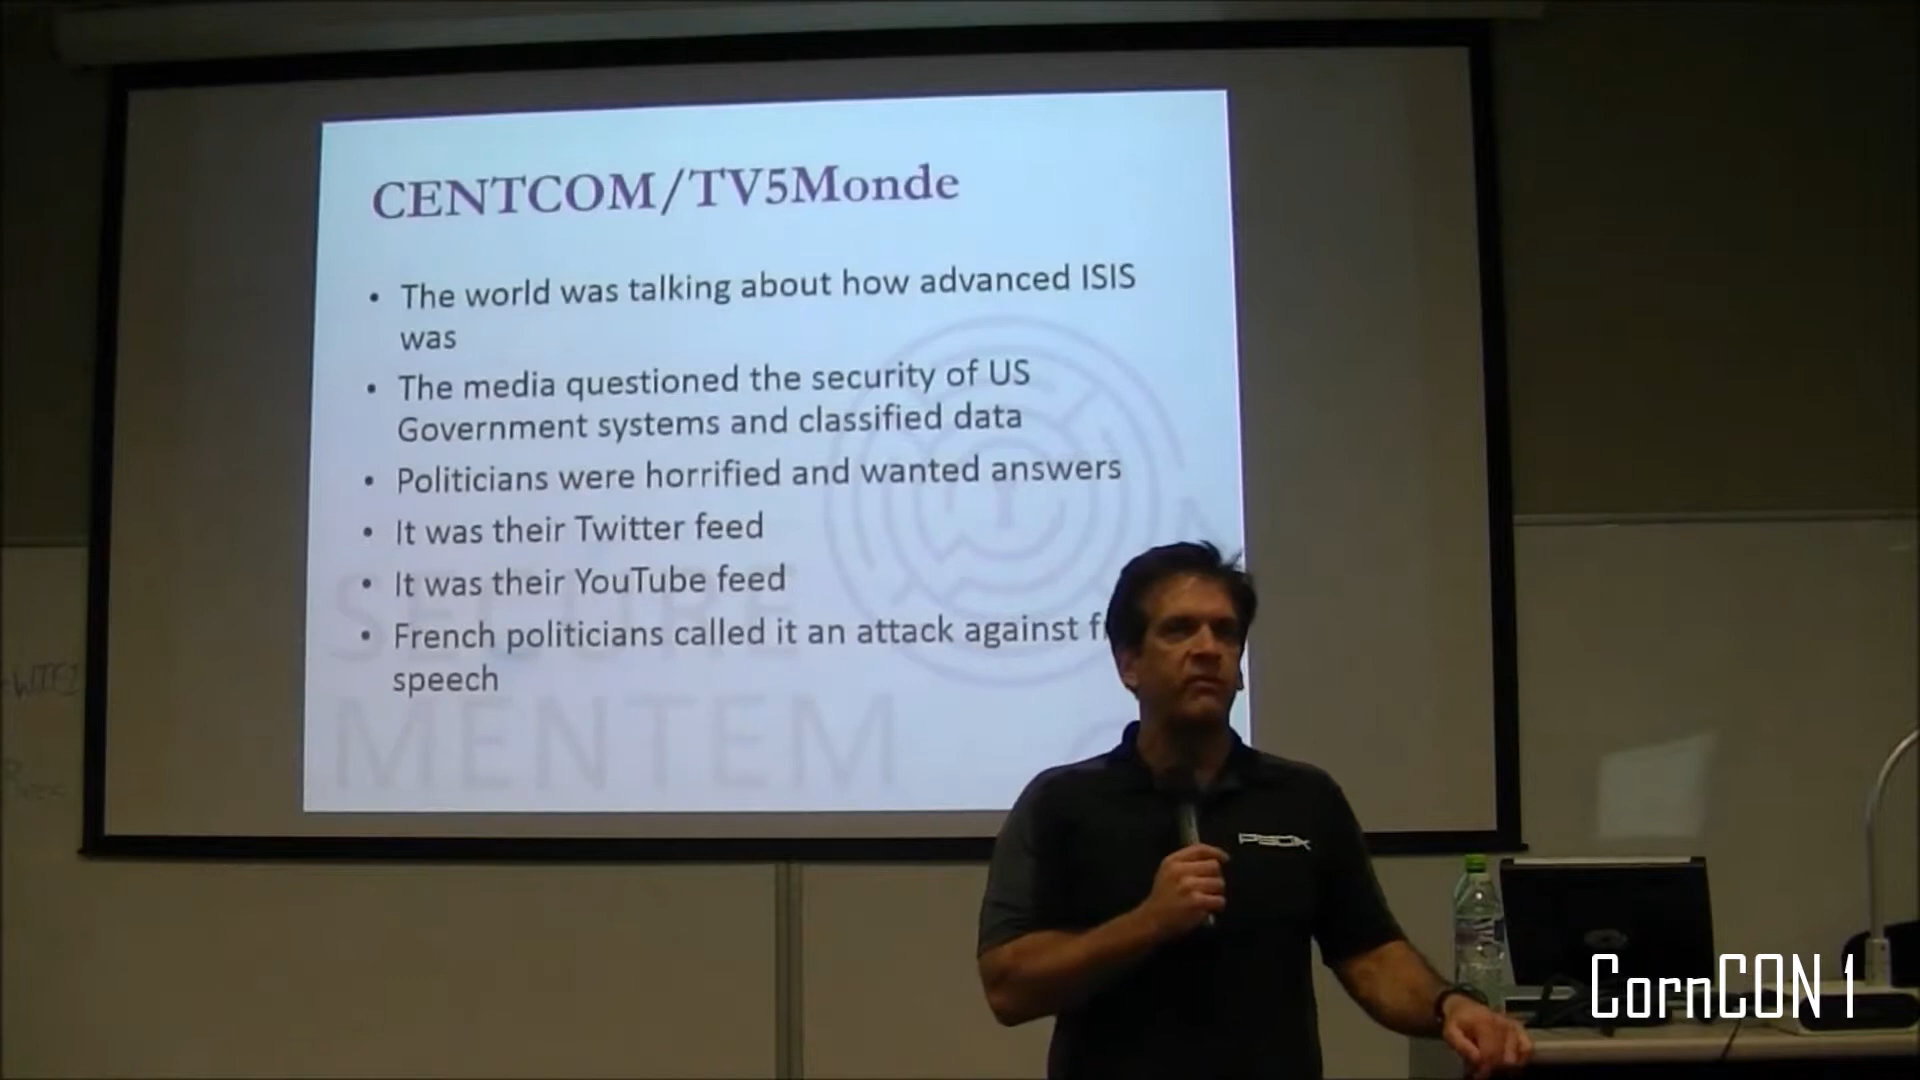 CENTCOM/TV5Monde
• The world was talking about how advanced ISIS
was
• The media questioned the security of US
Government systems and classified data
• Politicians were horrified and wanted answers
• It was their Twitter feed
• It was their YouTube feed
• French politicians called it an attack against
speech
SECURE
MENTEM
CornCON 1